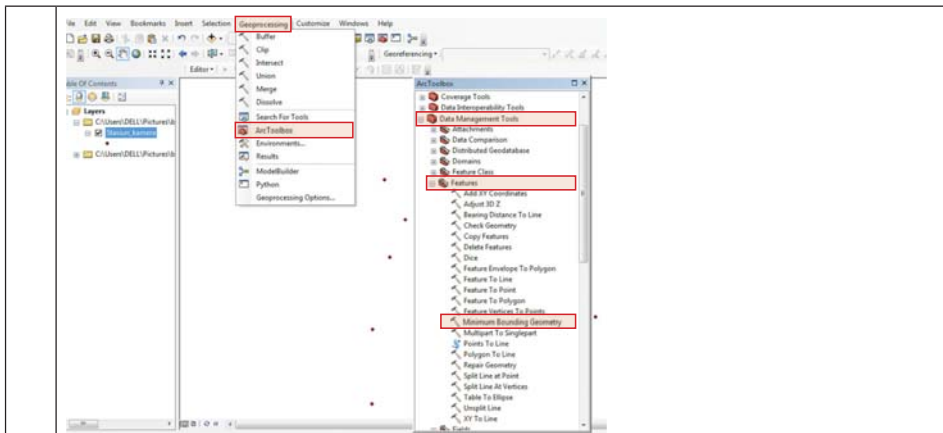 File Edit View Bookmarks Insert Selection Geoprocessing Customize Windows Help
Georeferencing
Editor
Table Of Contents
Layers
C:\Users\DELL\Pictures\
C:\Users\DELL\Pictures\
Buffer
Clip
Intersect
Union
Merge
Dissolve
Search For Tools
ArcToolbox
Environments...
Results
ModelBuilder
Python
Geoprocessing Options...
ArcToolbox
Coverage Tools
Data Interoperability Tools
Data Management Tools
Attachments
Data Comparison
Distributed Geodatabase
Domains
Feature Class
Features
Add XY Coordinates
Adjust 3D Z
Bearing Distance To Line
Check Geometry
Copy Features
Delete Features
Dice
Feature Envelope To Polygon
Feature To Line
Feature To Point
Feature To Polygon
Feature Vertices To Points
Minimum Bounding Geometry
Multipart To Singlepart
Points To Line
Polygon To Line
Repair Geometry
Split Line at Point
Split Line At Vertices
Table To Ellipse
Unsplit Line
XY To Line
Fields